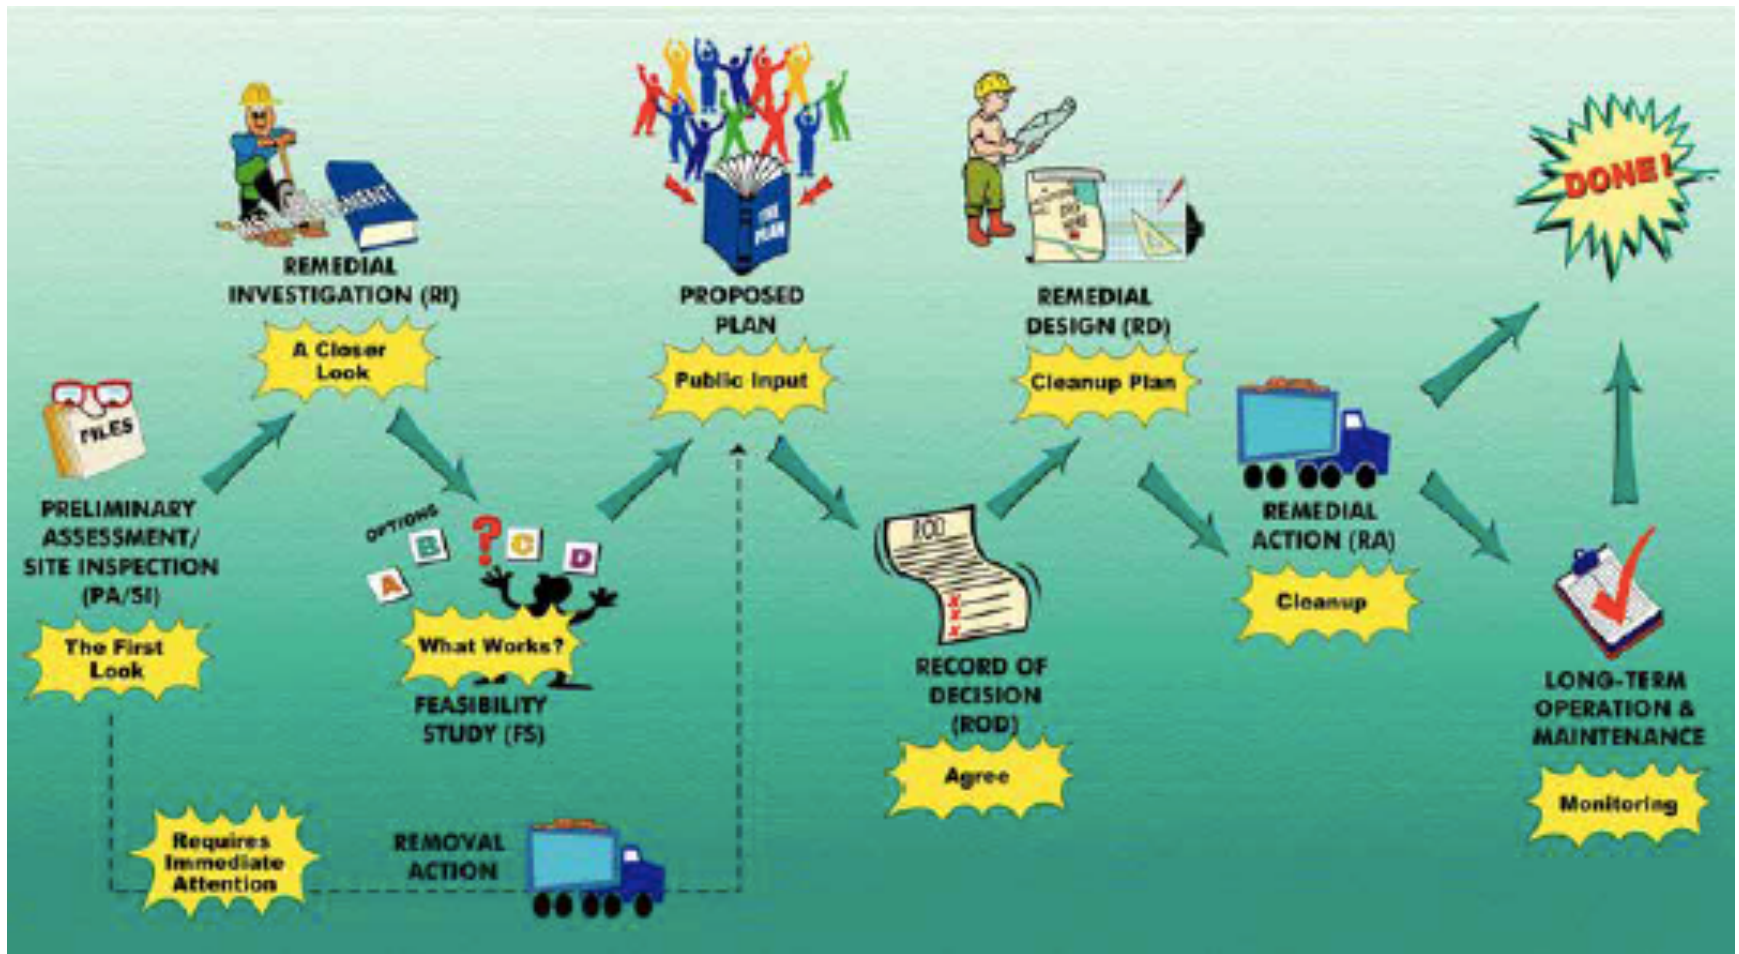 REMEDIAL
INVESTIGATION (RI)
A Closer
Look
FILES
PRELIMINARY
ASSESSMENT/
SITE INSPECTION
(PA/SI)
The First
Look
OPTIONS
A
B
?
C
D
What Works?
FEASIBILITY
STUDY (FS)
THE
PLAN
PROPOSED
PLAN
Public Input
ROD
RECORD OF
DECISION
(ROD)
Agree
REMEDIAL
DESIGN (RD)
Cleanup Plan
REMEDIAL
ACTION (RA)
Cleanup
DONE!
LONG-TERM
OPERATION &
MAINTENANCE
Monitoring
Requires
Immediate
Attention
REMOVAL
ACTION